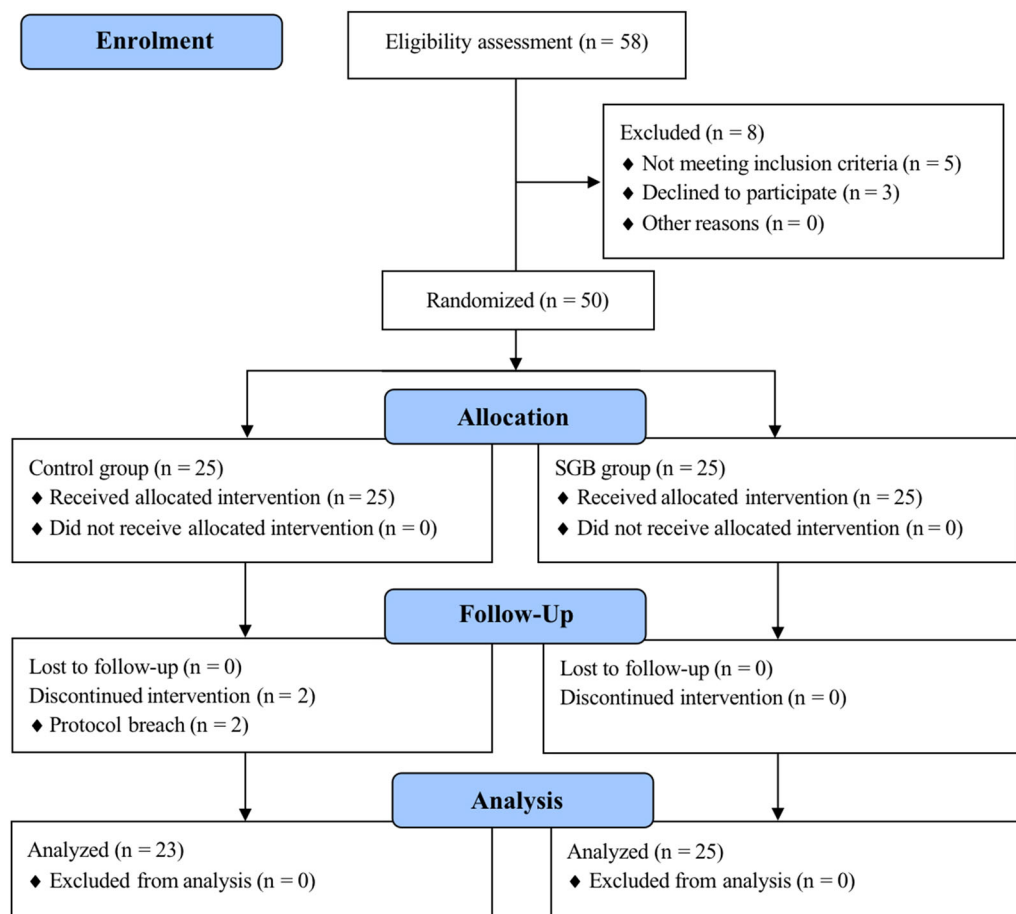 Enrolment
Eligibility assessment (n = 58)
Excluded (n = 8)
♦ Not meeting inclusion criteria (n = 5)
♦ Declined to participate (n = 3)
♦ Other reasons (n = 0)
Randomized (n = 50)
Allocation
Control group (n = 25)
♦ Received allocated intervention (n = 25)
♦ Did not receive allocated intervention (n = 0)
SGB group (n = 25)
♦ Received allocated intervention (n = 25)
♦ Did not receive allocated intervention (n = 0)
Follow-Up
Lost to follow-up (n = 0)
Discontinued intervention (n = 2)
♦ Protocol breach (n = 2)
Lost to follow-up (n = 0)
Discontinued intervention (n = 0)
Analysis
Analyzed (n = 23)
♦ Excluded from analysis (n = 0)
Analyzed (n = 25)
♦ Excluded from analysis (n = 0)